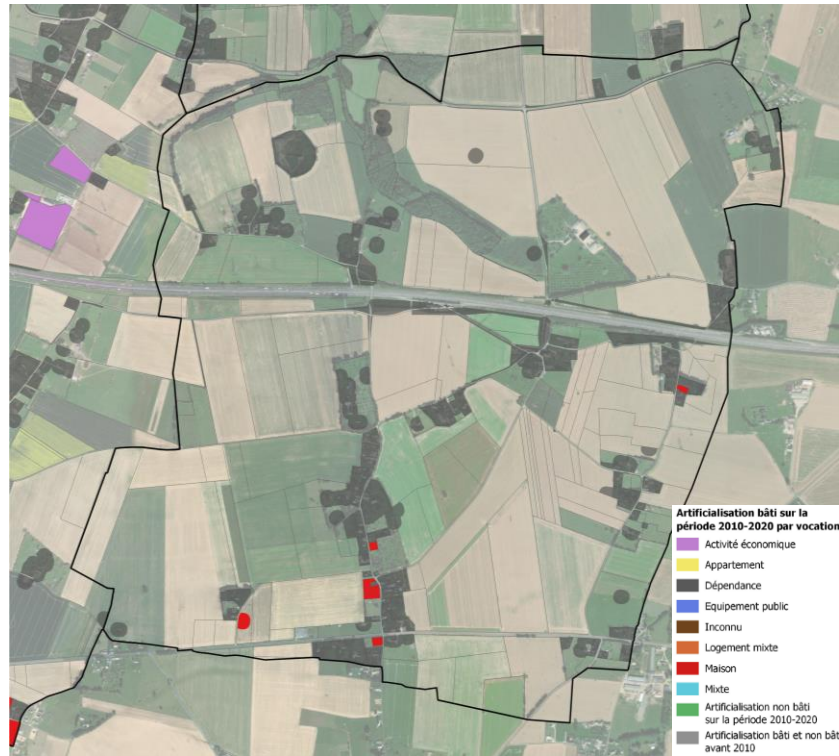 Artificialisation bâti sur la
période 2010-2020 par vocation
Activité économique
Appartement
Dépendance
Equipement public
Inconnu
Logement mixte
Maison
Mixte
Artificialisation non bâti
sur la période 2010-2020
Artificialisation bâti et non bâti
avant 2010